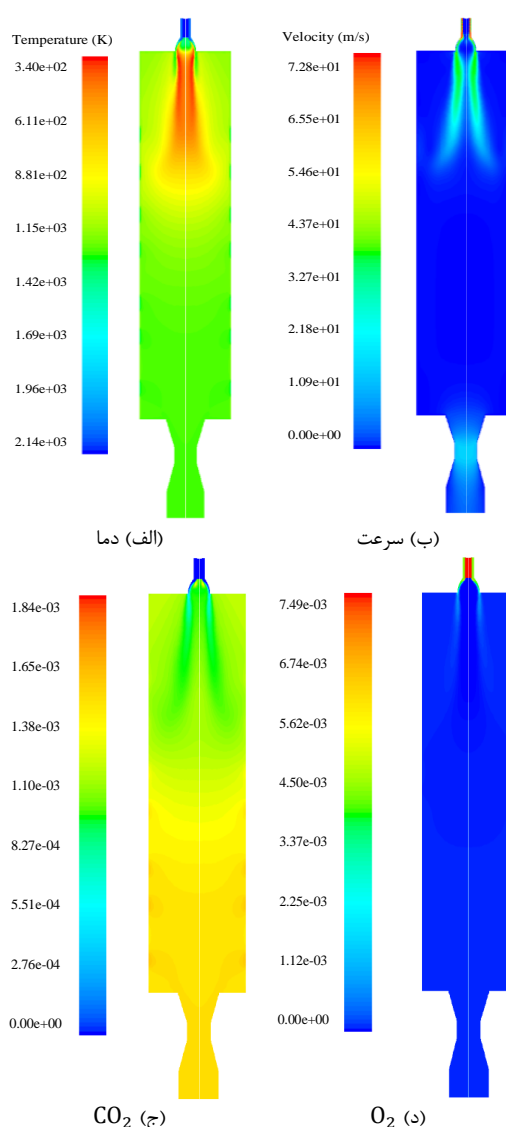 Temperature (K)
3.40e+02
6.11e+02
8.81e+02
1.15e+03
1.42e+03
1.69e+03
1.96e+03
2.14e+03
(الف) دما
Velocity (m/s)
7.28e+01
6.55e+01
5.46e+01
4.37e+01
3.27e+01
2.18e+01
1.09e+01
0.00e+00
(ب) سرعت
1.84e-03
1.65e-03
1.38e-03
1.10e-03
8.27e-04
5.51e-04
2.76e-04
0.00e+00
(ج) CO₂
7.49e-03
6.74e-03
5.62e-03
4.50e-03
3.37e-03
2.25e-03
1.12e-03
0.00e+00
(د) O₂